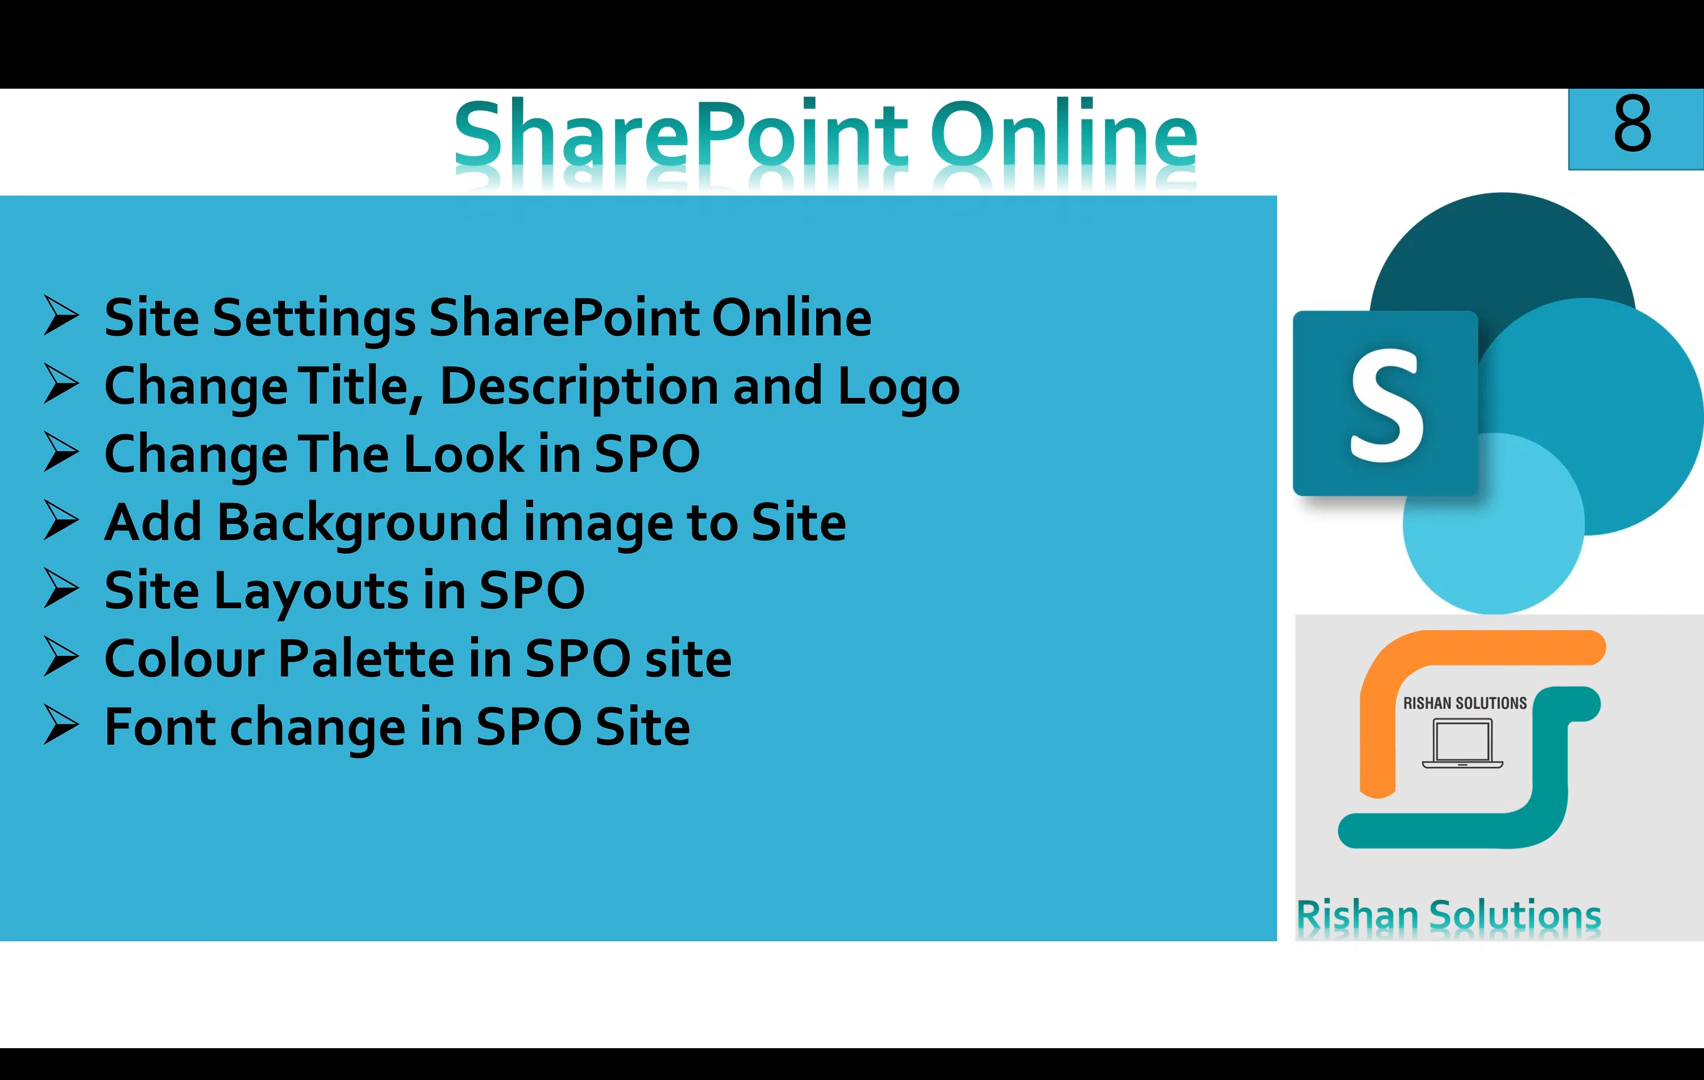 SharePoint Online
8
➢ Site Settings SharePoint Online
➢ Change Title, Description and Logo
➢ Change The Look in SPO
➢ Add Background image to Site
➢ Site Layouts in SPO
➢ Colour Palette in SPO site
➢ Font change in SPO Site
S
RISHAN SOLUTIONS
Rishan Solutions